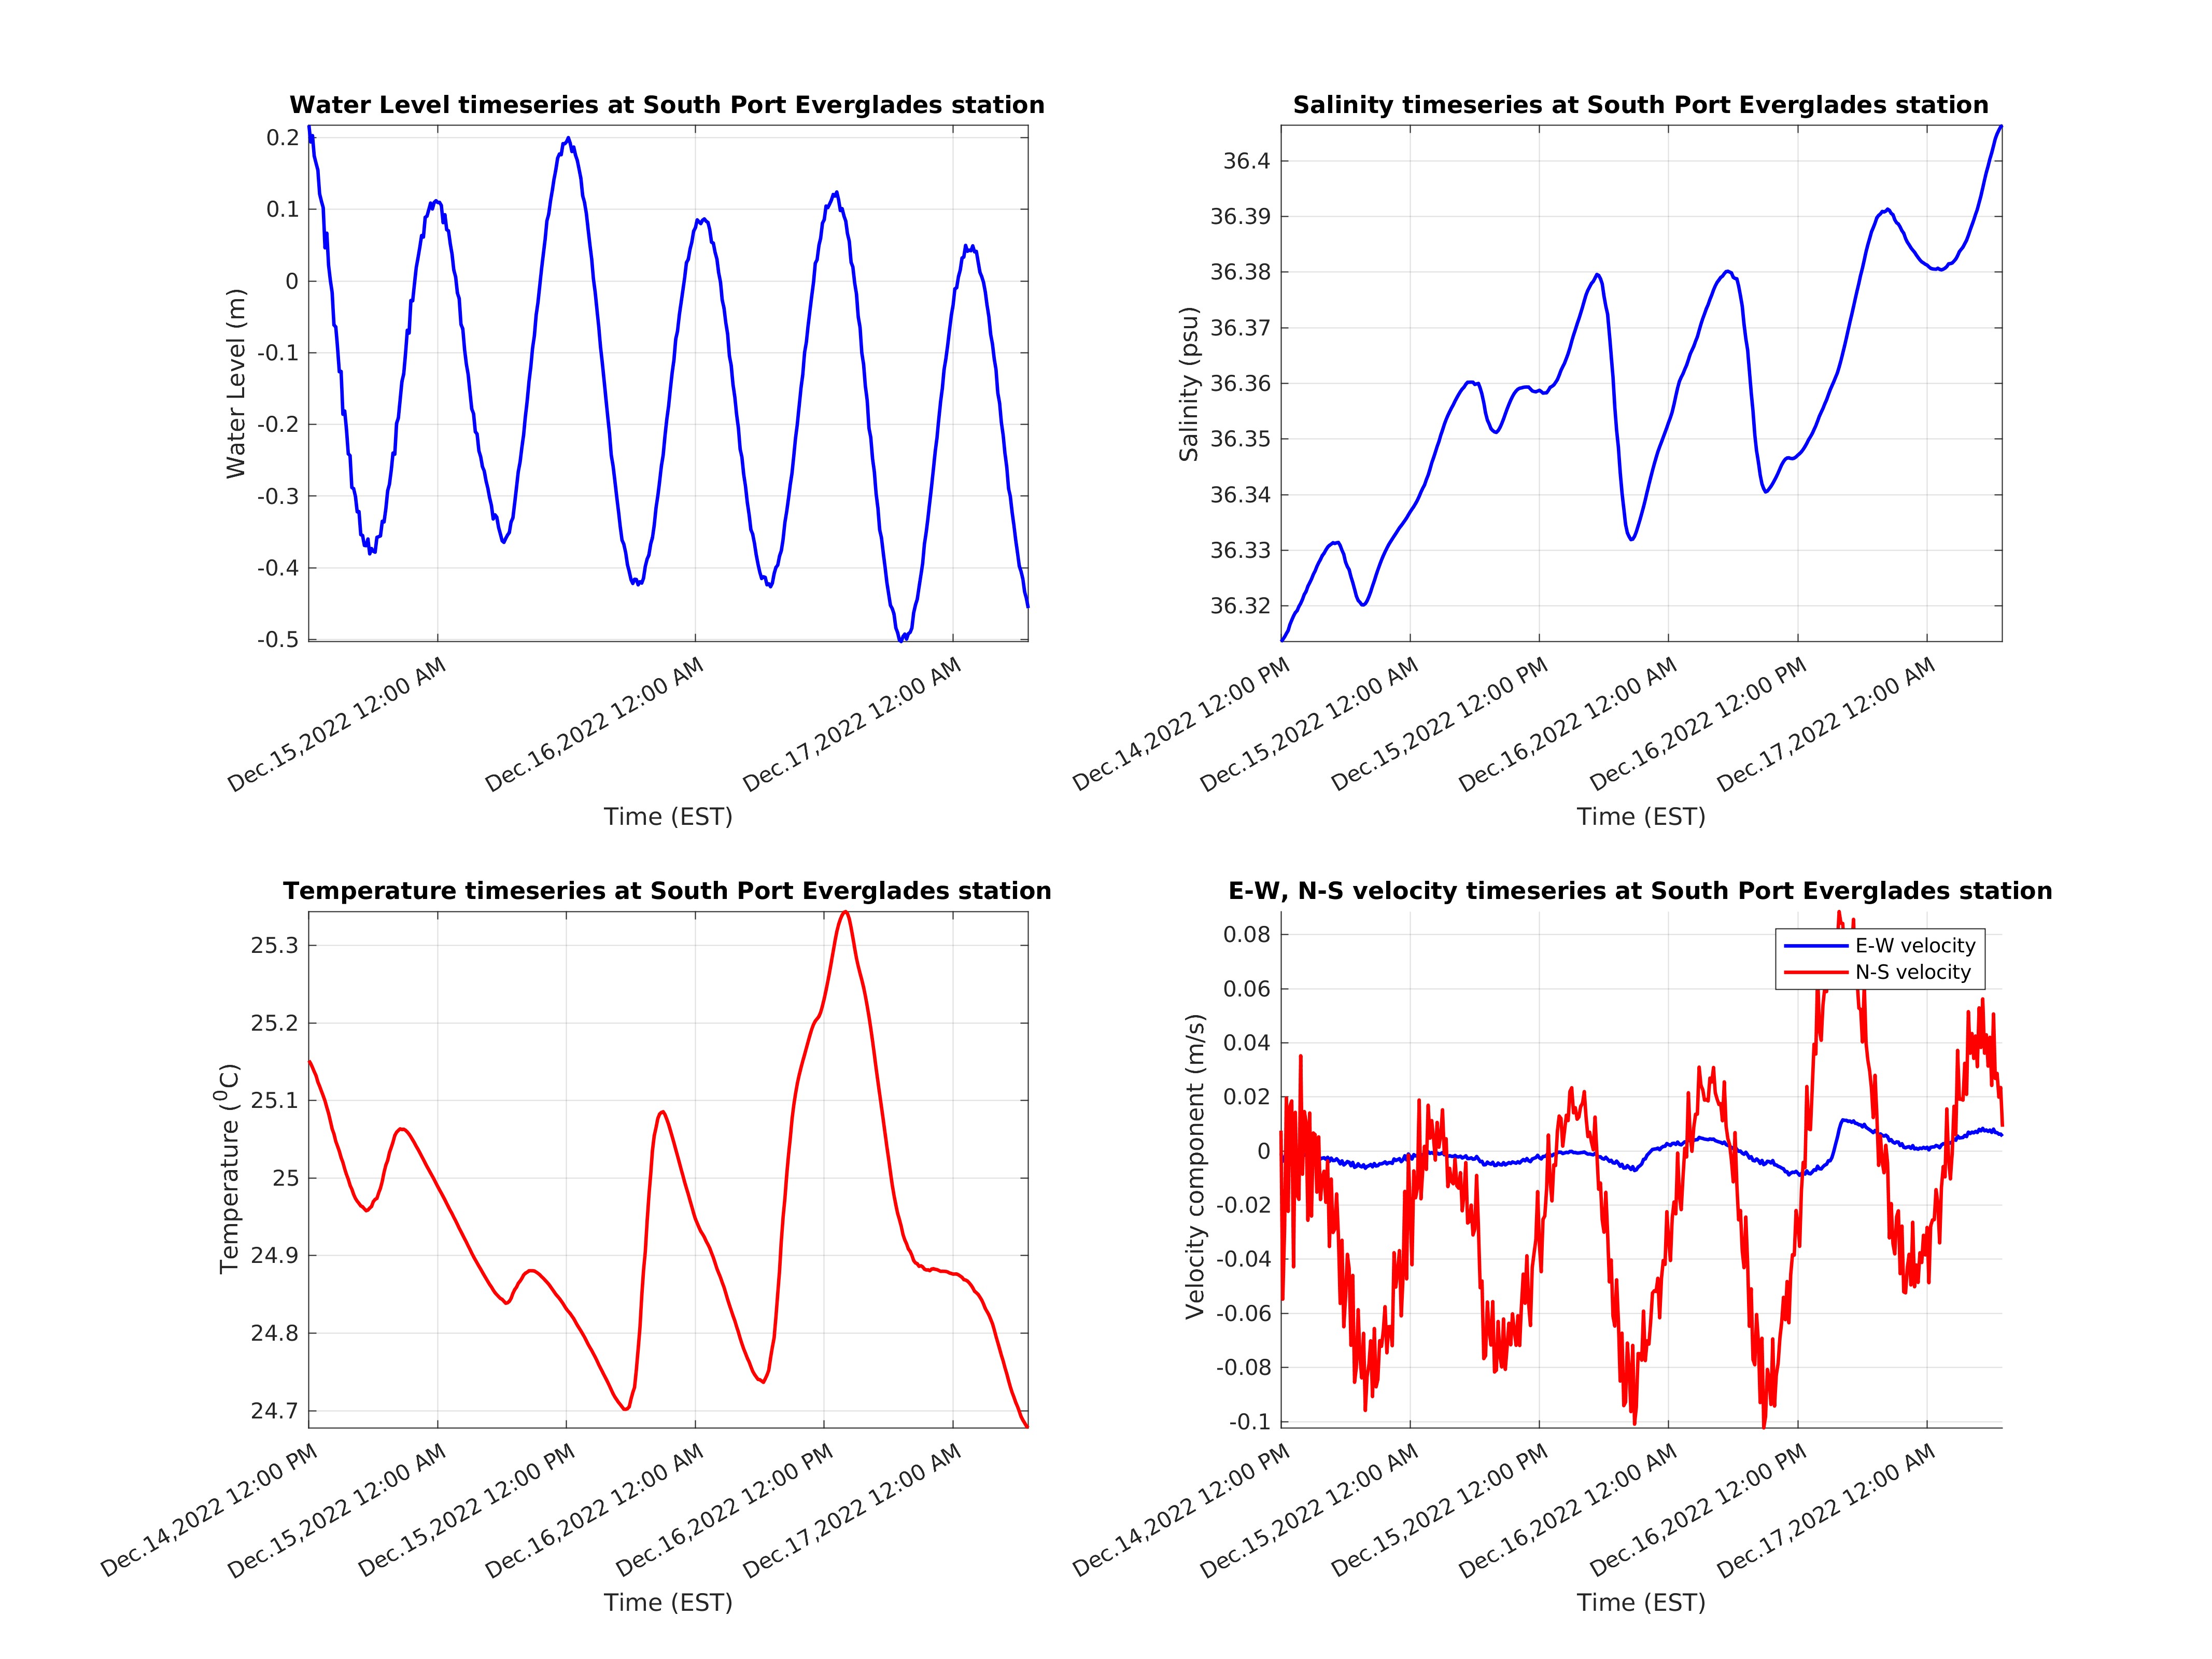 Water Level timeseries at South Port Everglades station
Water Level (m)
0.2
0.1
0
-0.1
-0.2
-0.3
-0.4
-0.5
Dec.15,2022 12:00 AM
Dec.16,2022 12:00 AM
Dec.17,2022 12:00 AM
Time (EST)
Salinity timeseries at South Port Everglades station
Salinity (psu)
36.4
36.39
36.38
36.37
36.36
36.35
36.34
36.33
36.32
Dec.14,2022 12:00 PM
Dec.15,2022 12:00 AM
Dec.15,2022 12:00 PM
Dec.16,2022 12:00 AM
Dec.16,2022 12:00 PM
Dec.17,2022 12:00 AM
Time (EST)
Temperature timeseries at South Port Everglades station
Temperature (⁰C)
25.3
25.2
25.1
25
24.9
24.8
24.7
Dec.14,2022 12:00 PM
Dec.15,2022 12:00 AM
Dec.15,2022 12:00 PM
Dec.16,2022 12:00 AM
Dec.16,2022 12:00 PM
Dec.17,2022 12:00 AM
Time (EST)
E-W, N-S velocity timeseries at South Port Everglades station
Velocity component (m/s)
0.08
0.06
0.04
0.02
0
-0.02
-0.04
-0.06
-0.08
-0.1
E-W velocity
N-S velocity
Dec.14,2022 12:00 PM
Dec.15,2022 12:00 AM
Dec.15,2022 12:00 PM
Dec.16,2022 12:00 AM
Dec.16,2022 12:00 PM
Dec.17,2022 12:00 AM
Time (EST)